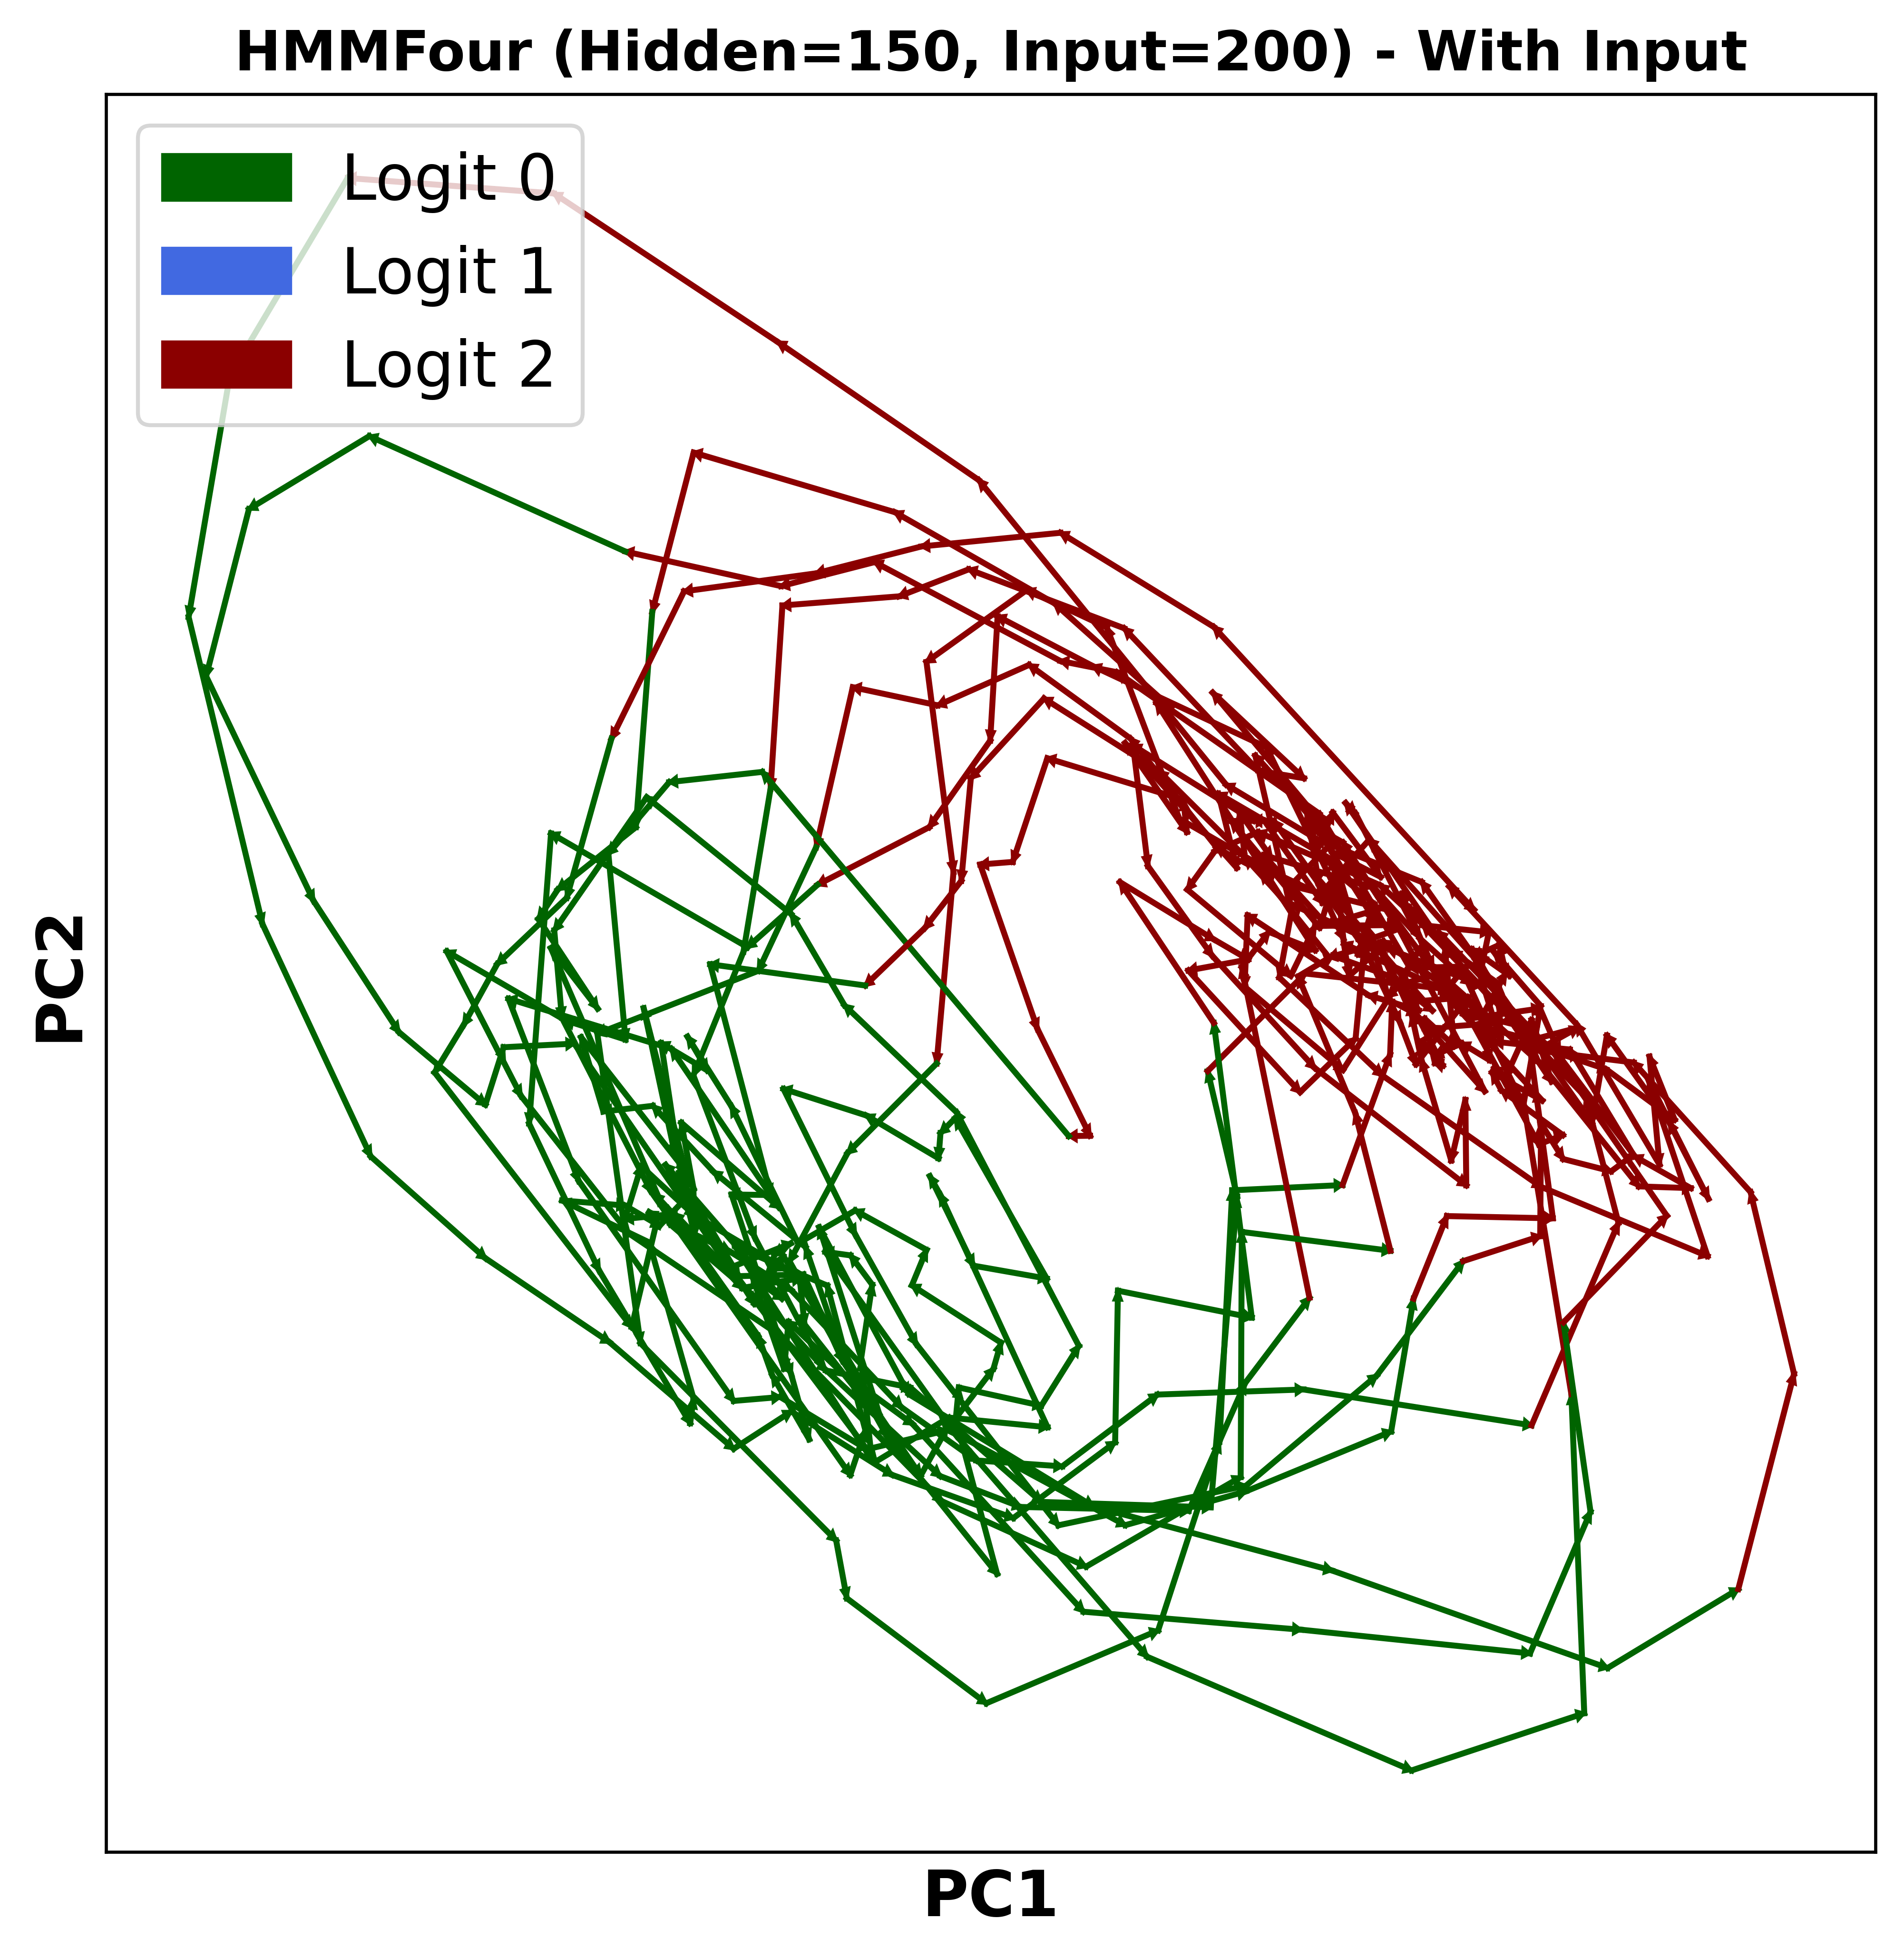 HMMFour (Hidden=150, Input=200) - With Input
Logit 0
Logit 1
Logit 2
PC2
PC1